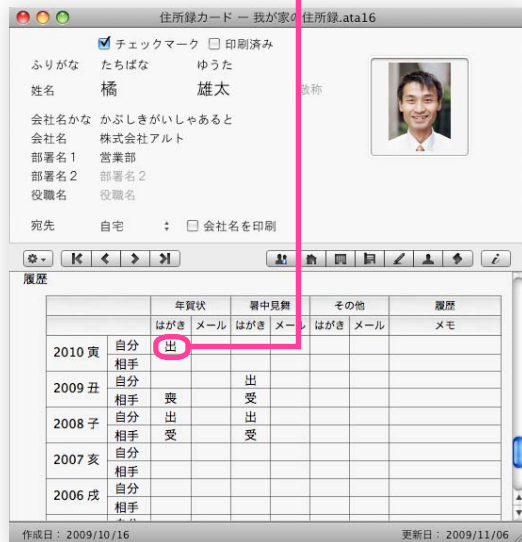 住所録カード — 我が家の住所録.ata16
チェックマーク 印刷済み
ふりがな たちばな ゆうた
姓名 橘 雄太 敬称
会社名かな かぶしきがいしゃあると
会社名 株式会社アルト
部署名1 営業部
部署名2 部署名2
役職名 役職名
宛先 自宅 会社名を印刷
履歴
年賀状 暑中見舞 その他 履歴
はがき メール はがき メール はがき メール メモ
2010 寅 自分 出
相手
2009 丑 自分 出
相手 喪 受
2008 子 自分 出 出
相手 受 受
2007 亥 自分
相手
2006 戌 自分
相手
作成日: 2009/10/16 更新日: 2009/11/06